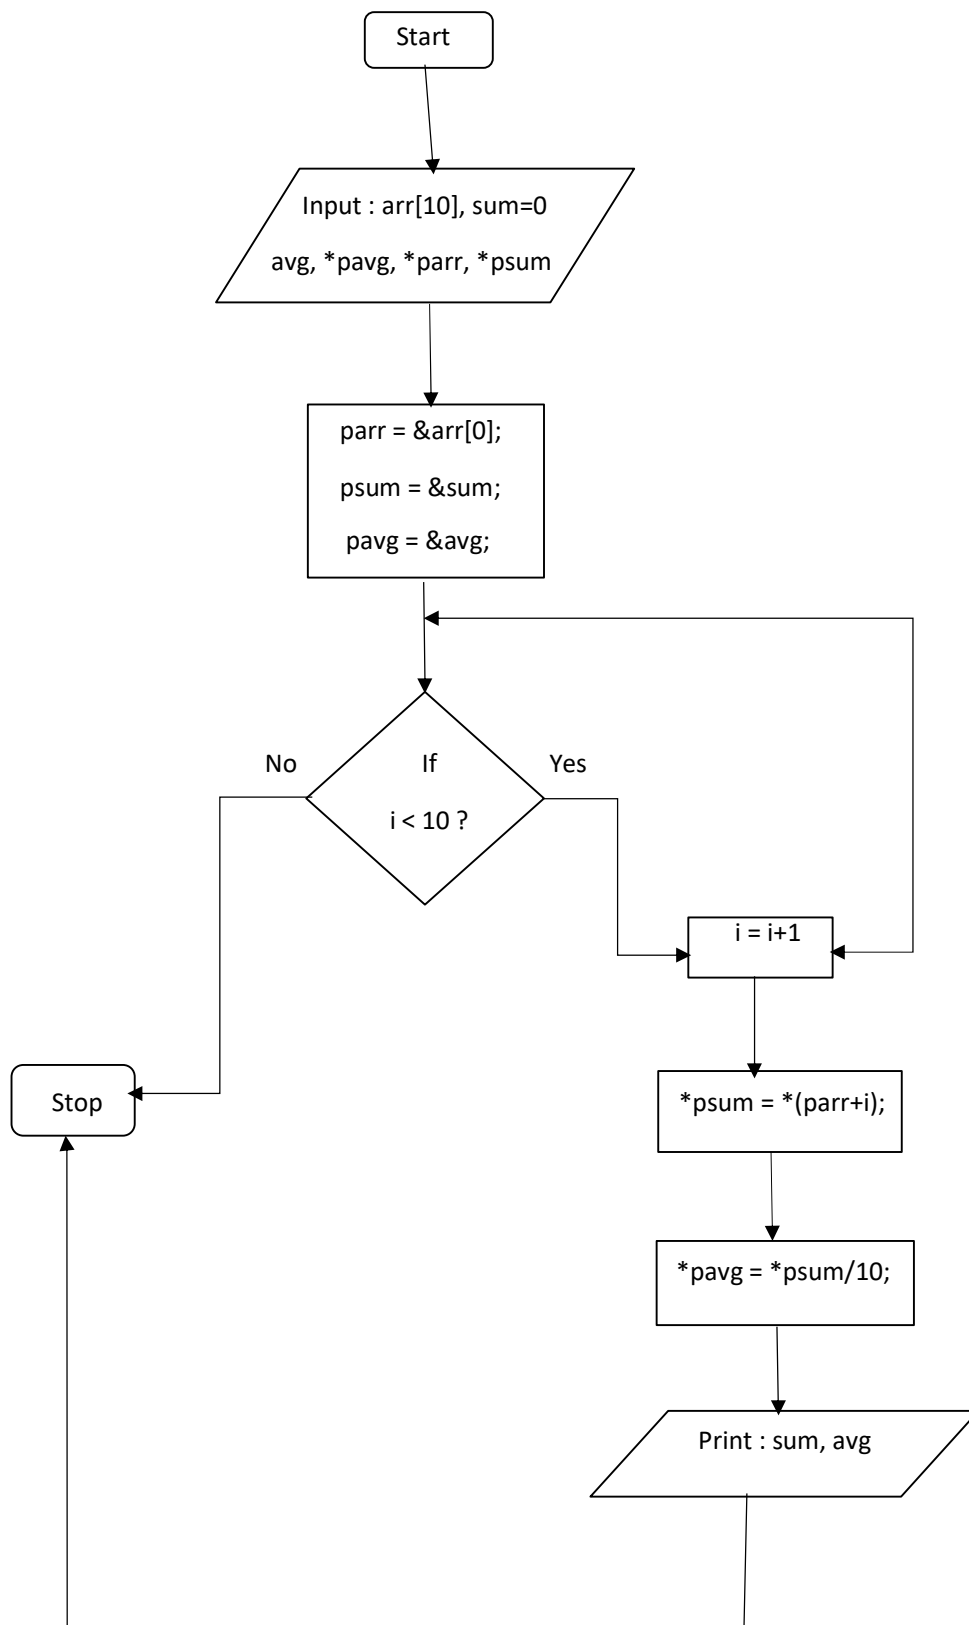 Start
Input : arr[10], sum=0
avg, *pavg, *parr, *psum
parr = &arr[0];
psum = &sum;
pavg = &avg;
No
If
Yes
i < 10 ?
i = i+1
Stop
*psum = *(parr+i);
*pavg = *psum/10;
Print : sum, avg